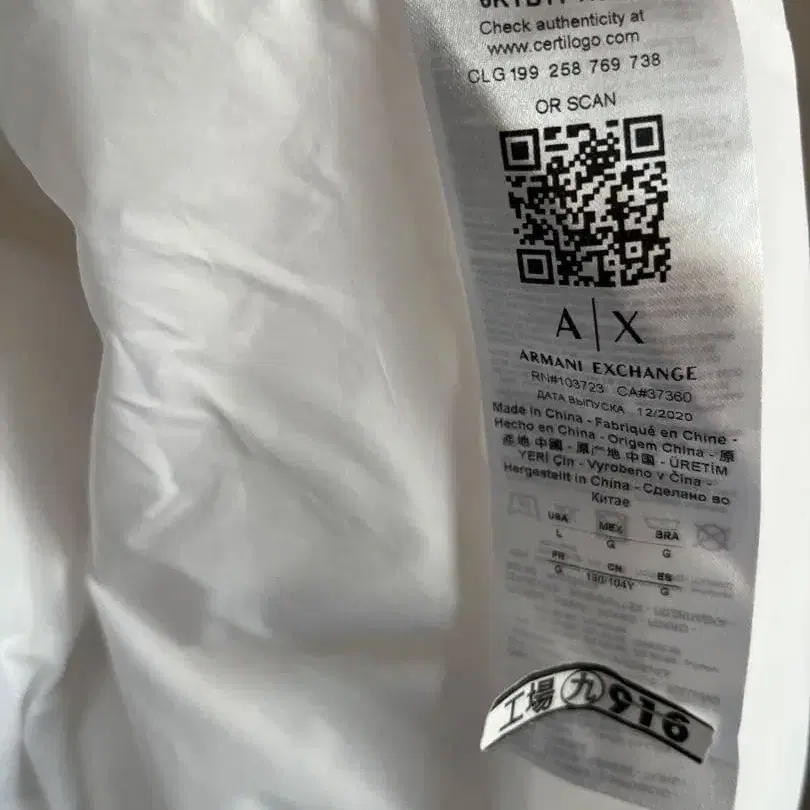 Check authenticity at
www.certilogo.com
CLG 199 258 769 738
OR SCAN
A|X
ARMANI EXCHANGE
RN#103723 CA#37360
ДАТА ВЫПУСКА 12/2020
Made in China - Fabriqué en Chine -
Hecho en China - Origem China - 原
產地 中國 - 原产地 中国 - ÜRETİM
YERİ Çin - Vyrobeno v Čína -
Hergestellt in China - Сделано во
Китае
USA MEX BRA
L G G
FR CN ES
G 180/104Y G
工場 九 916